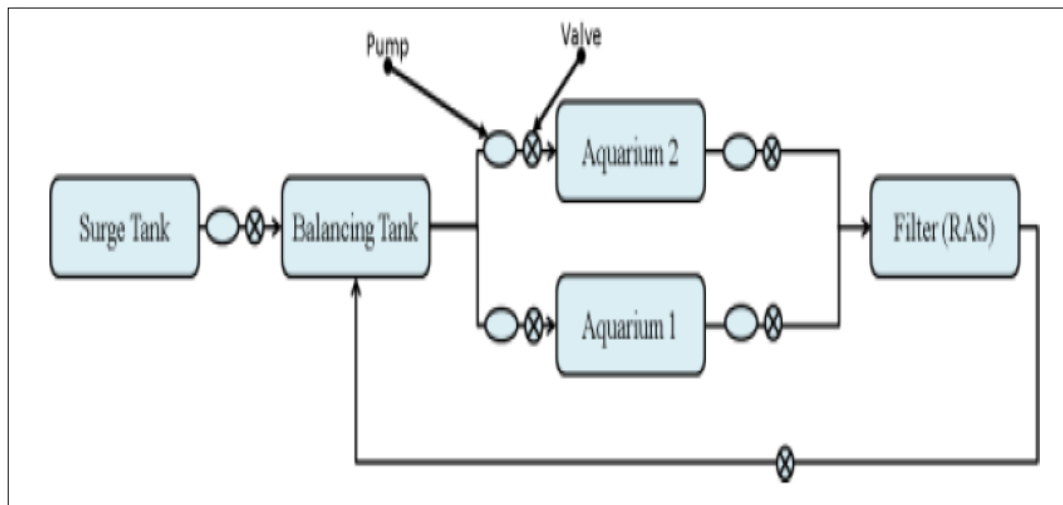 Pump
Valve
Aquarium 2
Surge Tank
Balancing Tank
Filter (RAS)
Aquarium 1